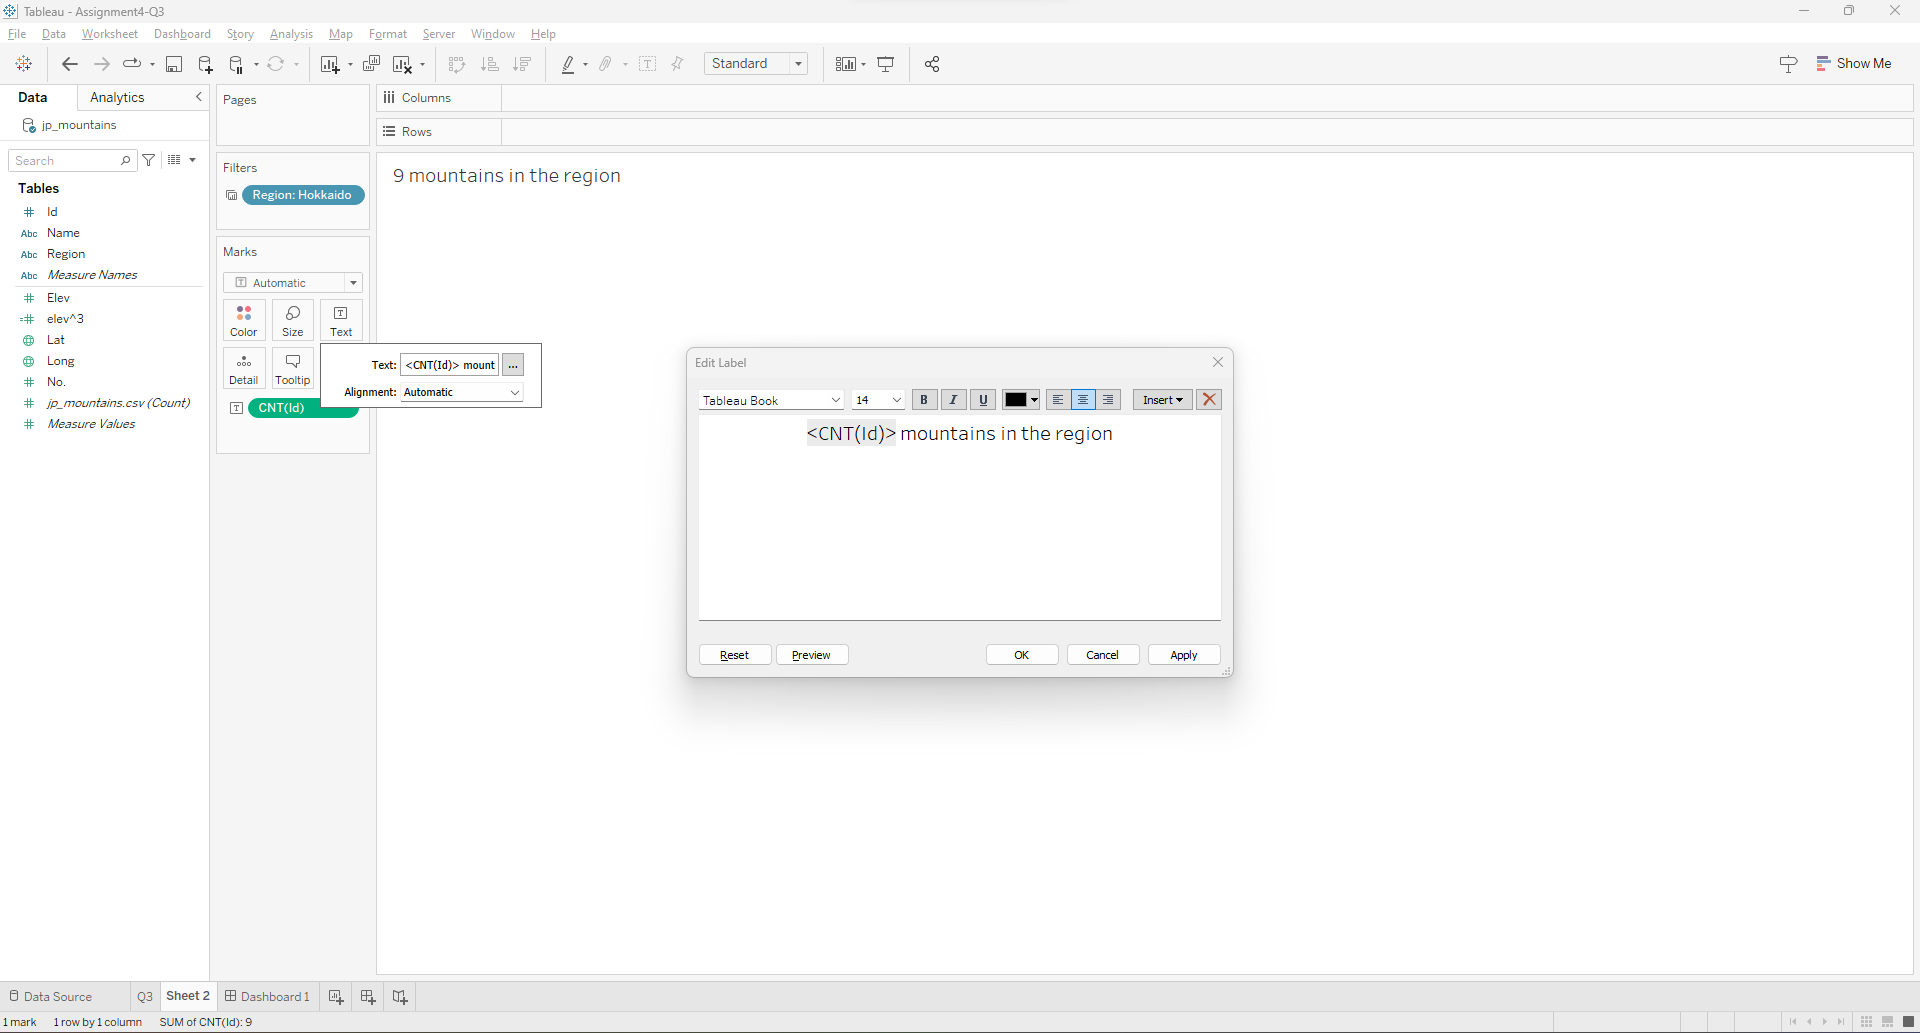 Tableau - Assignment4-Q3
File Data Worksheet Dashboard Story Analysis Map Format Server Window Help
Standard
Show Me
Data Analytics
jp_mountains
Search
Tables
# Id
Abc Name
Abc Region
Abc Measure Names
# Elev
=# elev^3
Lat
Long
# No.
# jp_mountains.csv (Count)
# Measure Values
Pages
Filters
Region: Hokkaido
Marks
Automatic
Color Size Text
Detail Tooltip
CNT(Id)
Text: <CNT(Id)> mount ...
Alignment: Automatic
Columns
Rows
9 mountains in the region
Edit Label
Tableau Book 14 B I U Insert
<CNT(Id)> mountains in the region
Reset Preview OK Cancel Apply
Data Source Q3 Sheet 2 Dashboard 1
1 mark 1 row by 1 column SUM of CNT(Id): 9